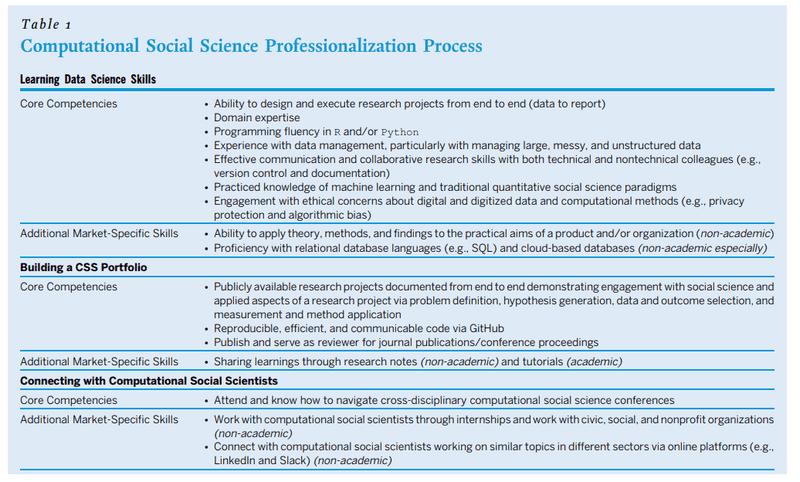 Table 1
Computational Social Science Professionalization Process
Learning Data Science Skills
Core Competencies
• Ability to design and execute research projects from end to end (data to report)
• Domain expertise
• Programming fluency in R and/or Python
• Experience with data management, particularly with managing large, messy, and unstructured data
• Effective communication and collaborative research skills with both technical and nontechnical colleagues (e.g.,
version control and documentation)
• Practiced knowledge of machine learning and traditional quantitative social science paradigms
• Engagement with ethical concerns about digital and digitized data and computational methods (e.g., privacy
protection and algorithmic bias)
Additional Market-Specific Skills
• Ability to apply theory, methods, and findings to the practical aims of a product and/or organization (non-academic)
• Proficiency with relational database languages (e.g., SQL) and cloud-based databases (non-academic especially)
Building a CSS Portfolio
Core Competencies
• Publicly available research projects documented from end to end demonstrating engagement with social science and
applied aspects of a research project via problem definition, hypothesis generation, data and outcome selection, and
measurement and method application
• Reproducible, efficient, and communicable code via GitHub
• Publish and serve as reviewer for journal publications/conference proceedings
Additional Market-Specific Skills
• Sharing learnings through research notes (non-academic) and tutorials (academic)
Connecting with Computational Social Scientists
Core Competencies
• Attend and know how to navigate cross-disciplinary computational social science conferences
Additional Market-Specific Skills
• Work with computational social scientists through internships and work with civic, social, and nonprofit organizations
(non-academic)
• Connect with computational social scientists working on similar topics in different sectors via online platforms (e.g.,
LinkedIn and Slack) (non-academic)